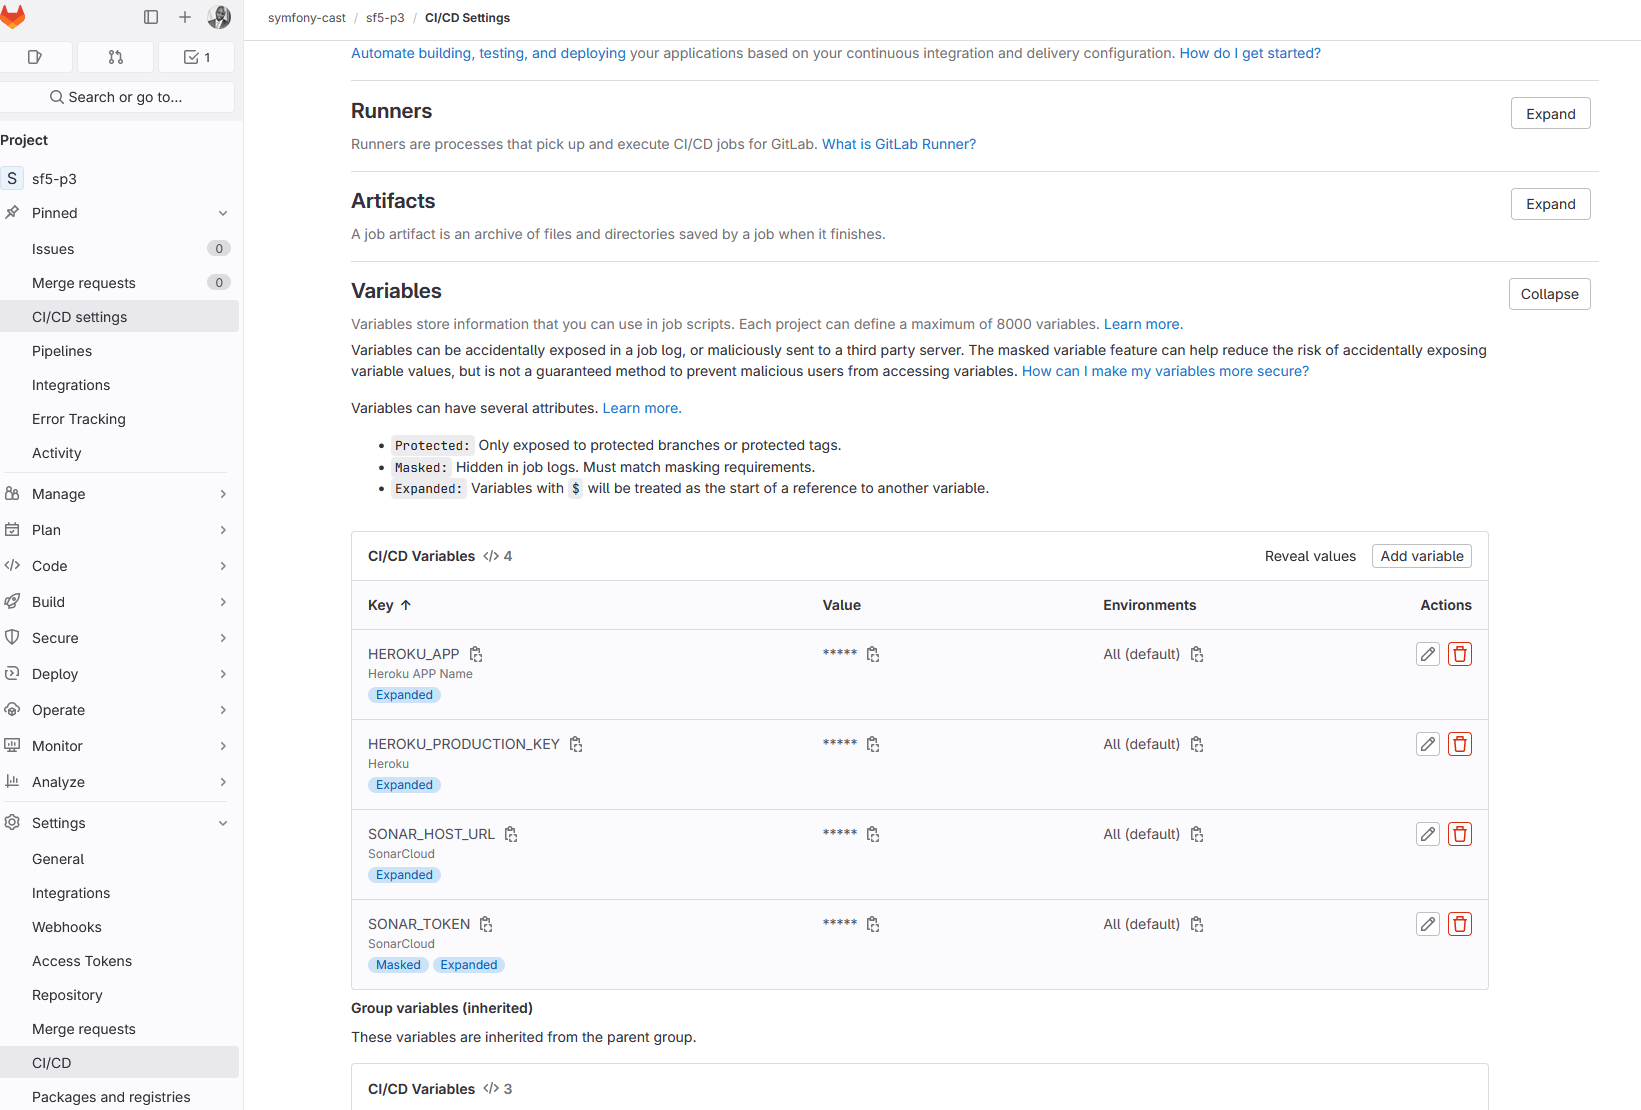 symfony-cast / sf5-p3 / CI/CD Settings
1
Search or go to...
Project
S sf5-p3
Pinned
Issues 0
Merge requests 0
CI/CD settings
Pipelines
Integrations
Error Tracking
Activity
Manage
Plan
Code
Build
Secure
Deploy
Operate
Monitor
Analyze
Settings
General
Integrations
Webhooks
Access Tokens
Repository
Merge requests
CI/CD
Packages and registries
Automate building, testing, and deploying your applications based on your continuous integration and delivery configuration. How do I get started?
Runners
Expand
Runners are processes that pick up and execute CI/CD jobs for GitLab. What is GitLab Runner?
Artifacts
Expand
A job artifact is an archive of files and directories saved by a job when it finishes.
Variables
Collapse
Variables store information that you can use in job scripts. Each project can define a maximum of 8000 variables. Learn more.
Variables can be accidentally exposed in a job log, or maliciously sent to a third party server. The masked variable feature can help reduce the risk of accidentally exposing
variable values, but is not a guaranteed method to prevent malicious users from accessing variables. How can I make my variables more secure?
Variables can have several attributes. Learn more.
• Protected: Only exposed to protected branches or protected tags.
• Masked: Hidden in job logs. Must match masking requirements.
• Expanded: Variables with $ will be treated as the start of a reference to another variable.
CI/CD Variables </> 4 Reveal values Add variable
Key ↑ Value Environments Actions
HEROKU_APP ***** All (default)
Heroku APP Name
Expanded
HEROKU_PRODUCTION_KEY ***** All (default)
Heroku
Expanded
SONAR_HOST_URL ***** All (default)
SonarCloud
Expanded
SONAR_TOKEN ***** All (default)
SonarCloud
Masked Expanded
Group variables (inherited)
These variables are inherited from the parent group.
CI/CD Variables </> 3